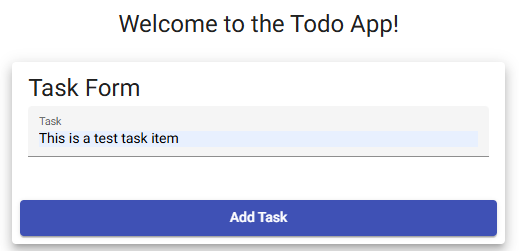 Welcome to the Todo App!
Task Form
Task
This is a test task item
Add Task